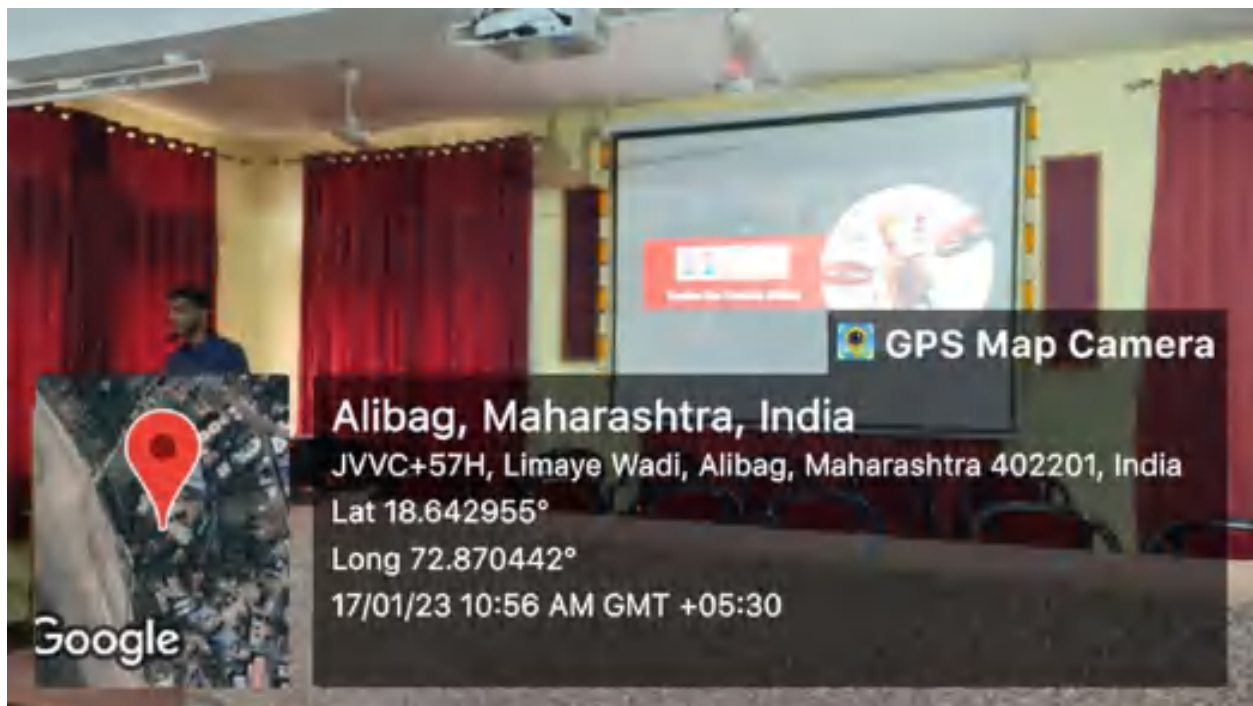 GPS Map Camera
Alibag, Maharashtra, India
JVVC+57H, Limaye Wadi, Alibag, Maharashtra 402201, India
Lat 18.642955°
Long 72.870442°
17/01/23 10:56 AM GMT +05:30
Google